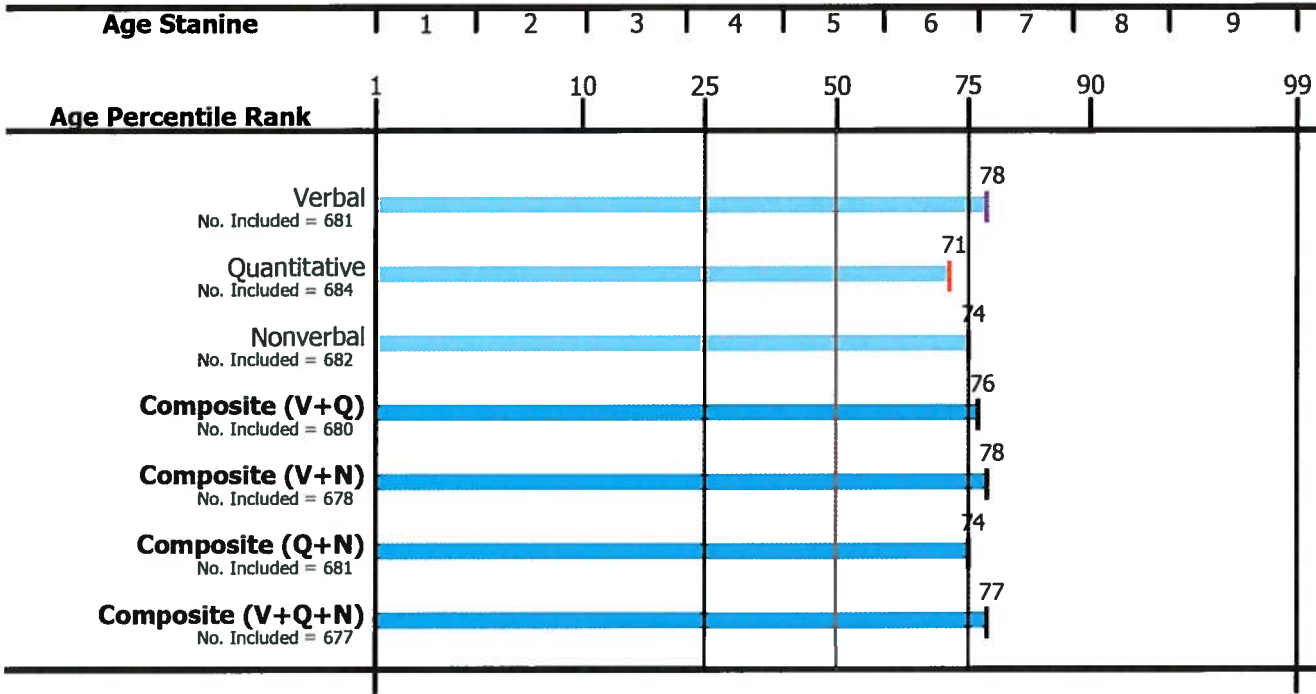 Age Stanine 1 2 3 4 5 6 7 8 9
1 10 25 50 75 90 99
Age Percentile Rank
78
Verbal
No. Included = 681
71
Quantitative
No. Included = 684
74
Nonverbal
No. Included = 682
76
Composite (V+Q)
No. Included = 680
78
Composite (V+N)
No. Included = 678
74
Composite (Q+N)
No. Included = 681
77
Composite (V+Q+N)
No. Included = 677